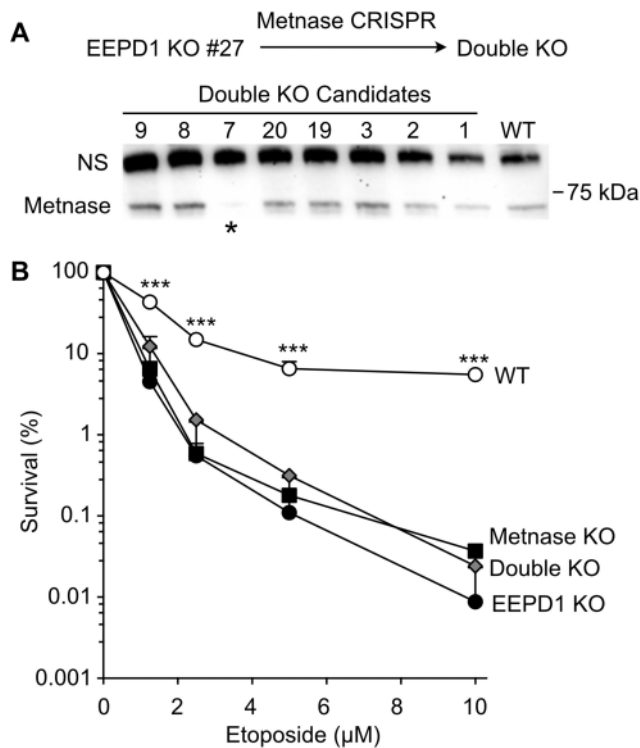 A
Metnase CRISPR
EEPD1 KO #27
Double KO
Double KO Candidates
9 8 7 20 19 3 2 1 WT
NS
–75 kDa
Metnase
*
B
100
10
1
0.1
0.01
0.001
Survival (%)
***
***
***
***
WT
Metnase KO
Double KO
EEPD1 KO
0 2 4 6 8 10
Etoposide (µM)